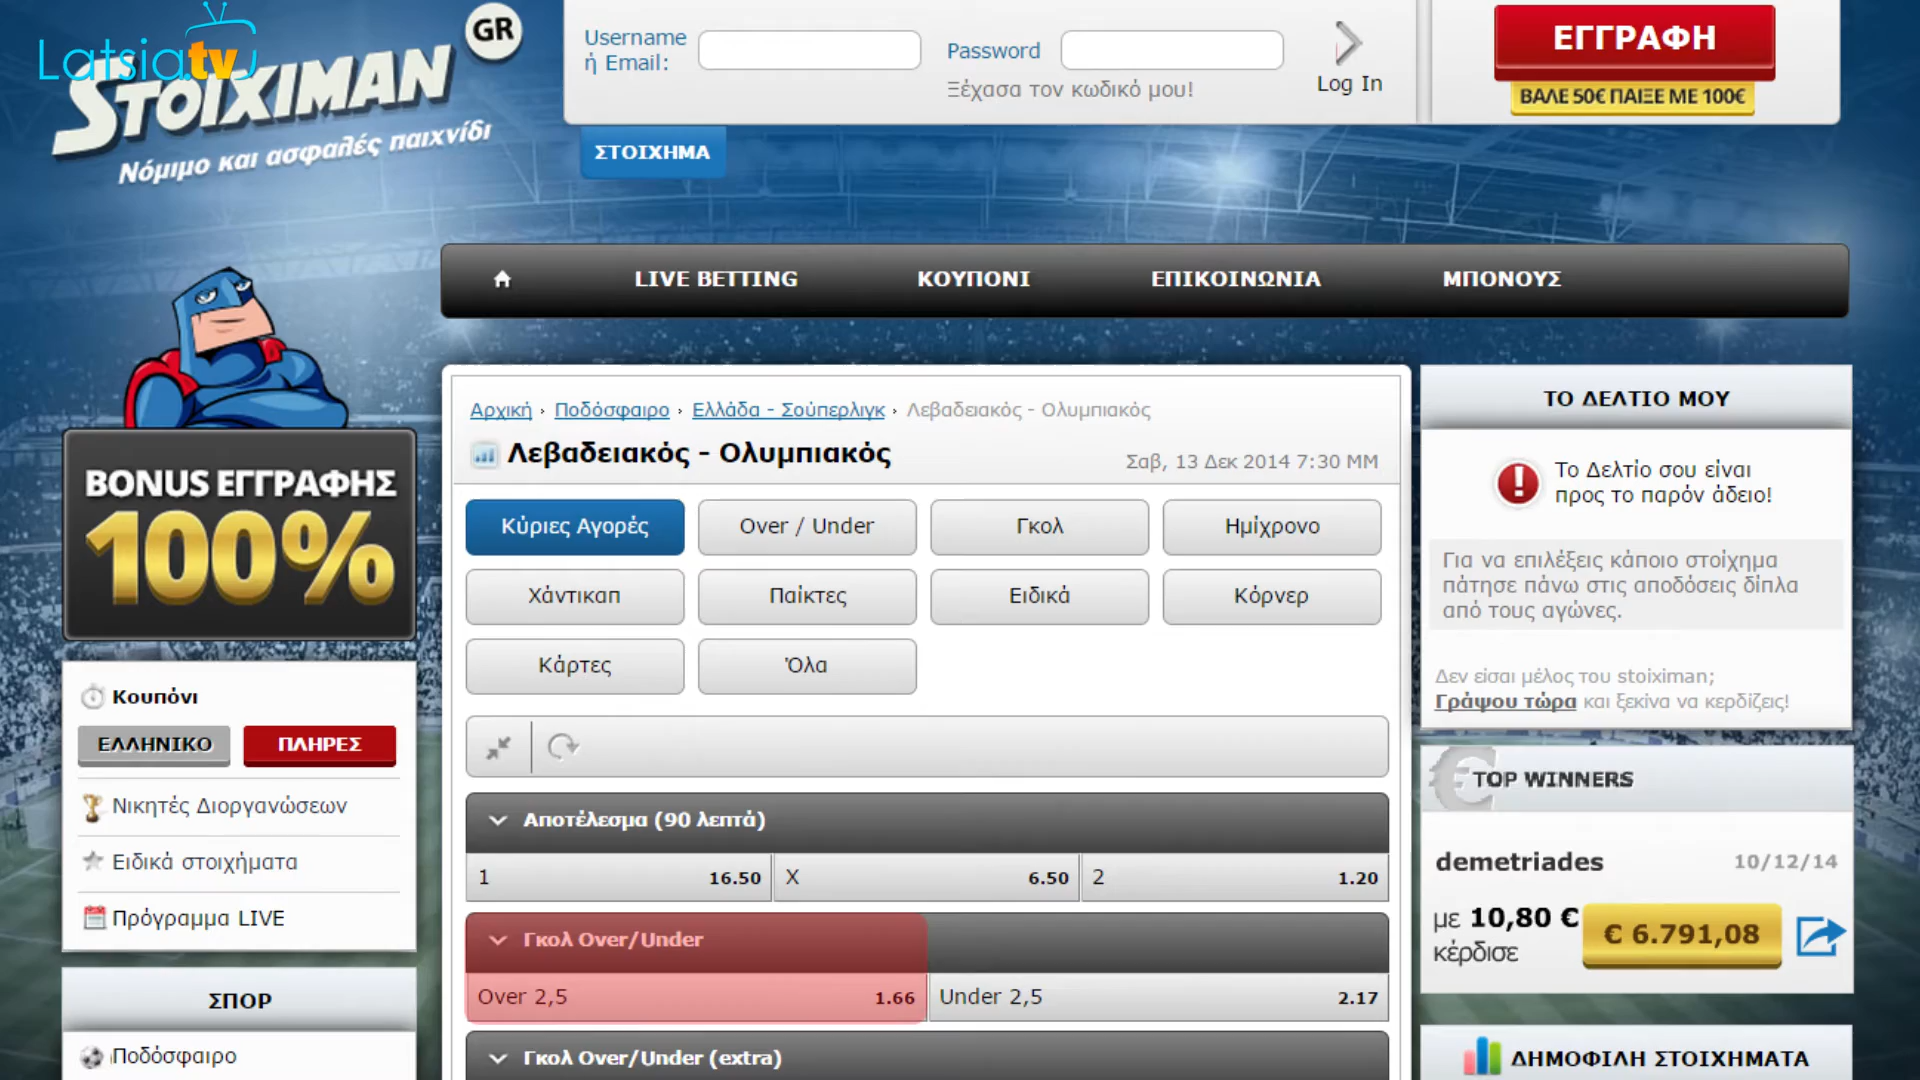 Latsia.tv
STOIXIMAN
GR
Νόμιμο και ασφαλές παιχνίδι
Username
ή Email:
Password
Ξέχασα τον κωδικό μου!
Log In
ΕΓΓΡΑΦΗ
ΒΑΛΕ 50€ ΠΑΙΞΕ ΜΕ 100€
ΣΤΟΙΧΗΜΑ
LIVE BETTING
ΚΟΥΠΟΝΙ
ΕΠΙΚΟΙΝΩΝΙΑ
ΜΠΟΝΟΥΣ
BONUS ΕΓΓΡΑΦΗΣ
100%
Κουπόνι
ΕΛΛΗΝΙΚΟ
ΠΛΗΡΕΣ
Νικητές Διοργανώσεων
Ειδικά στοιχήματα
Πρόγραμμα LIVE
ΣΠΟΡ
Ποδόσφαιρο
Αρχική › Ποδόσφαιρο › Ελλάδα - Σούπερλιγκ › Λεβαδειακός - Ολυμπιακός
Λεβαδειακός - Ολυμπιακός
Σαβ, 13 Δεκ 2014 7:30 ΜΜ
Κύριες Αγορές
Over / Under
Γκολ
Ημίχρονο
Χάντικαπ
Παίκτες
Ειδικά
Κόρνερ
Κάρτες
Όλα
Αποτέλεσμα (90 λεπτά)
1 16.50 X 6.50 2 1.20
Γκολ Over/Under
Over 2,5 1.66 Under 2,5 2.17
Γκολ Over/Under (extra)
ΤΟ ΔΕΛΤΙΟ ΜΟΥ
Το Δελτίο σου είναι
προς το παρόν άδειο!
Για να επιλέξεις κάποιο στοίχημα
πάτησε πάνω στις αποδόσεις δίπλα
από τους αγώνες.
Δεν είσαι μέλος του stoiximan;
Γράψου τώρα και ξεκίνα να κερδίζεις!
TOP WINNERS
demetriades 10/12/14
με 10,80 €
κέρδισε
€ 6.791,08
ΔΗΜΟΦΙΛΗ ΣΤΟΙΧΗΜΑΤΑ